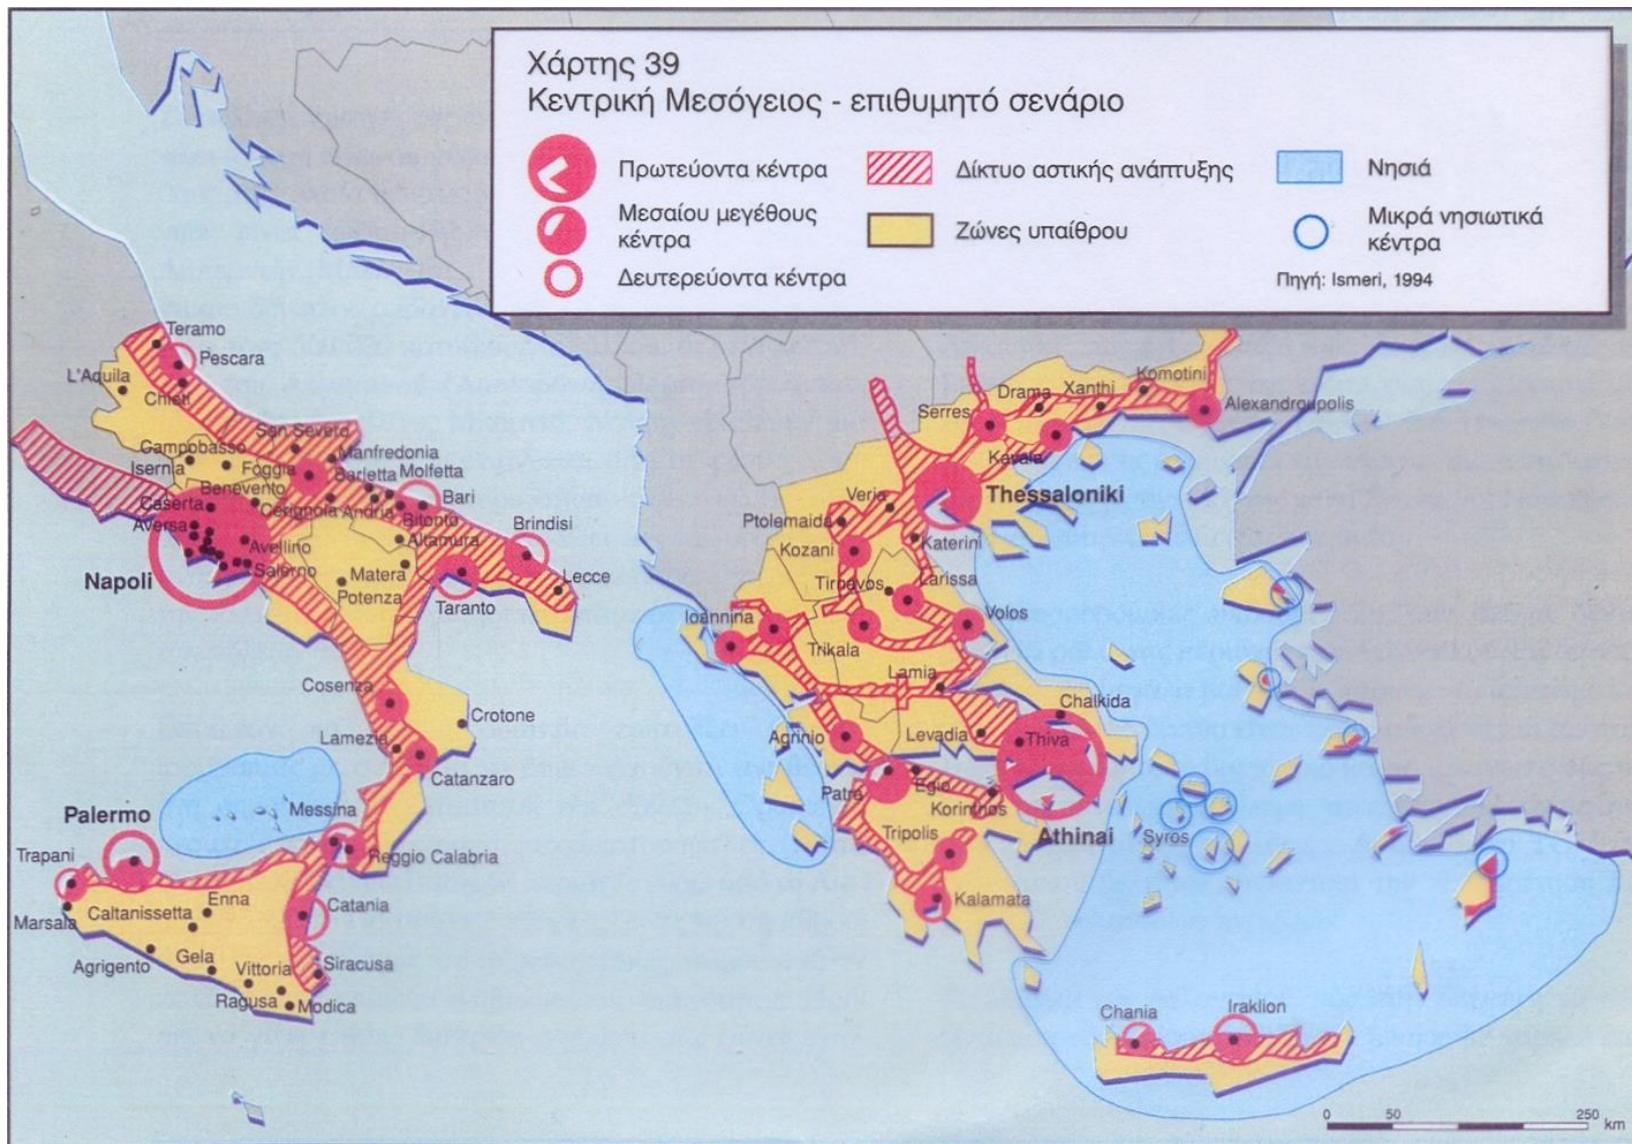 Χάρτης 39
Κεντρική Μεσόγειος - επιθυμητό σενάριο
Πρωτεύοντα κέντρα
Μεσαίου μεγέθους
κέντρα
Δευτερεύοντα κέντρα
Δίκτυο αστικής ανάπτυξης
Ζώνες υπαίθρου
Νησιά
Μικρά νησιωτικά
κέντρα
Πηγή: Ismeri, 1994
Teramo
Pescara
L'Aquila
Chieti
San Seveto
Campobasso
Manfredonia
Isernia
Foggia
Barletta
Molfetta
Benevento
Bari
Caserta
Cerignola
Andria
Bitonto
Brindisi
Aversa
Avellino
Altamura
Napoli
Salerno
Matera
Lecce
Potenza
Taranto
Cosenza
Crotone
Lamezia
Catanzaro
Messina
Palermo
Trapani
Reggio Calabria
Marsala
Caltanissetta
Enna
Catania
Agrigento
Gela
Vittoria
Siracusa
Ragusa
Modica
Komotini
Xanthi
Drama
Serres
Alexandroupolis
Kavala
Thessaloniki
Veria
Ptolemaida
Kozani
Katerini
Tirnavos
Larissa
Ioannina
Volos
Trikala
Lamia
Chalkida
Agrinio
Levadia
Thiva
Patra
Egio
Korinthos
Athinai
Tripolis
Syros
Kalamata
Chania
Iraklion
0 50 250 km